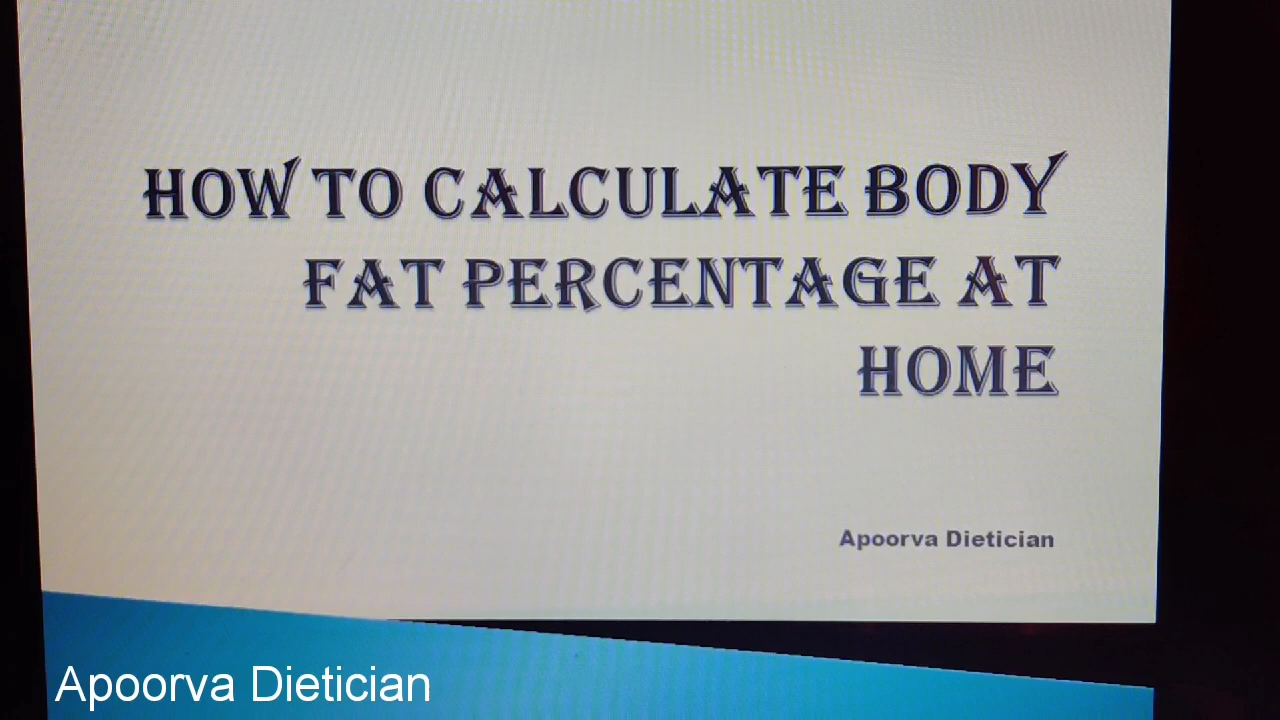 HOW TO CALCULATE BODY
FAT PERCENTAGE AT
HOME
Apoorva Dietician
Apoorva Dietician